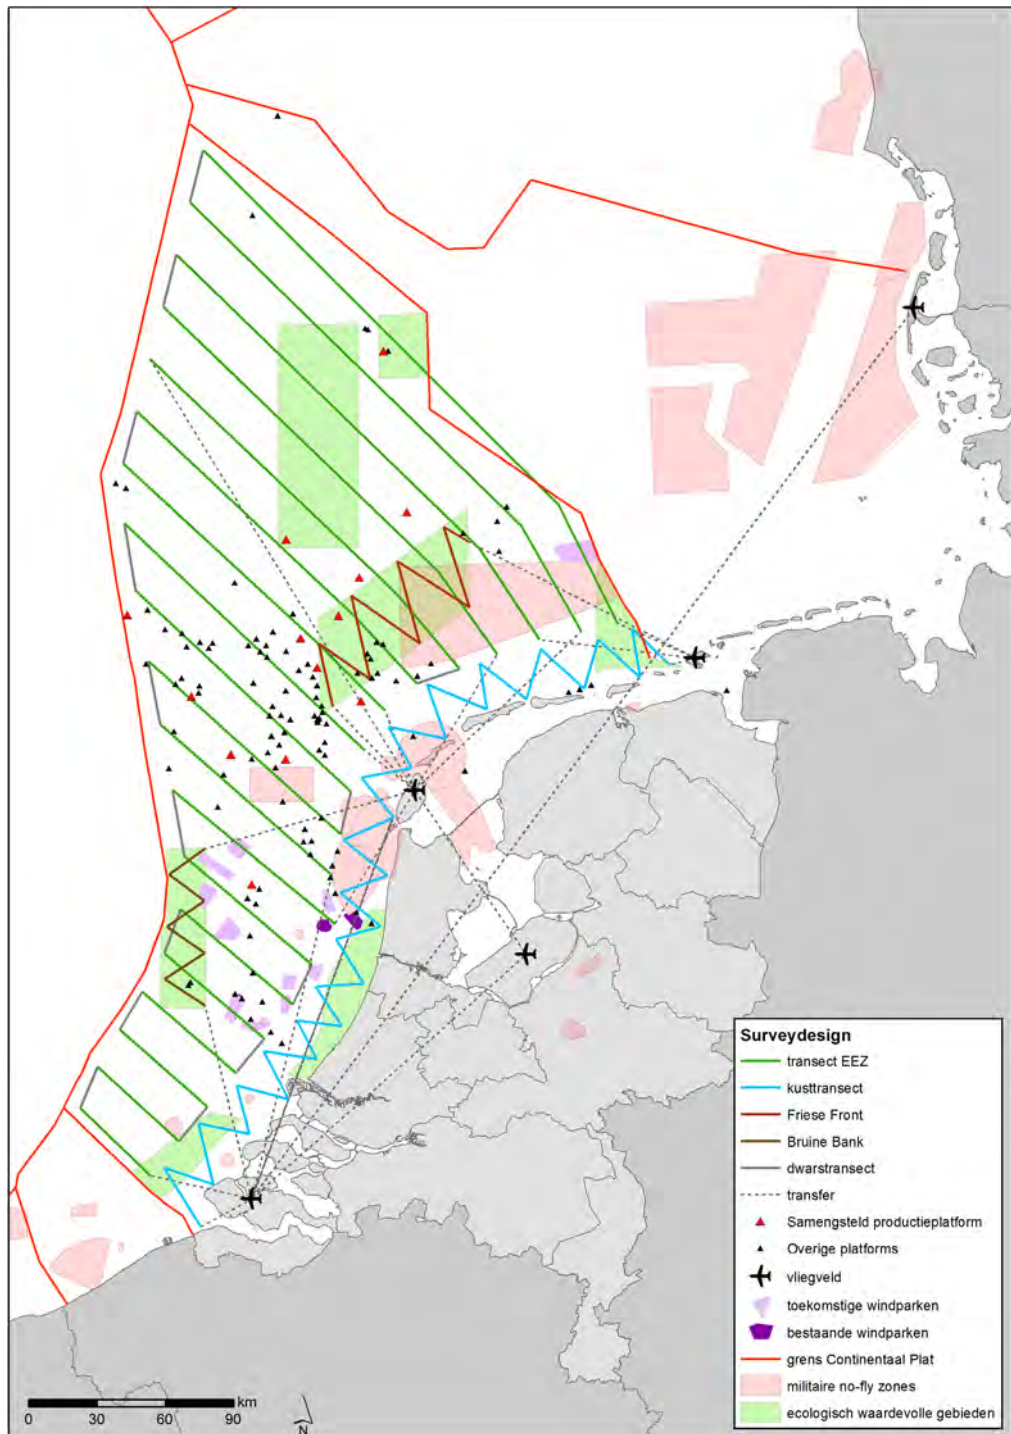 Surveydesign
transect EEZ
kusttransect
Friese Front
Bruine Bank
dwarstransect
transfer
Samengsteld productieplatform
Overige platforms
vliegveld
toekomstige windparken
bestaande windparken
grens Continentaal Plat
militaire no-fly zones
ecologisch waardevolle gebieden
km
0 30 60 90
N